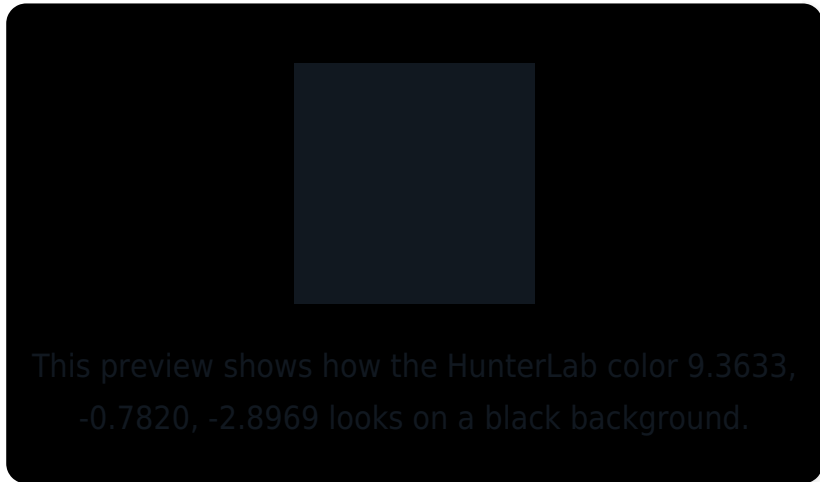 This preview shows how the HunterLab color 9.3633,
-0.7820, -2.8969 looks on a black background.